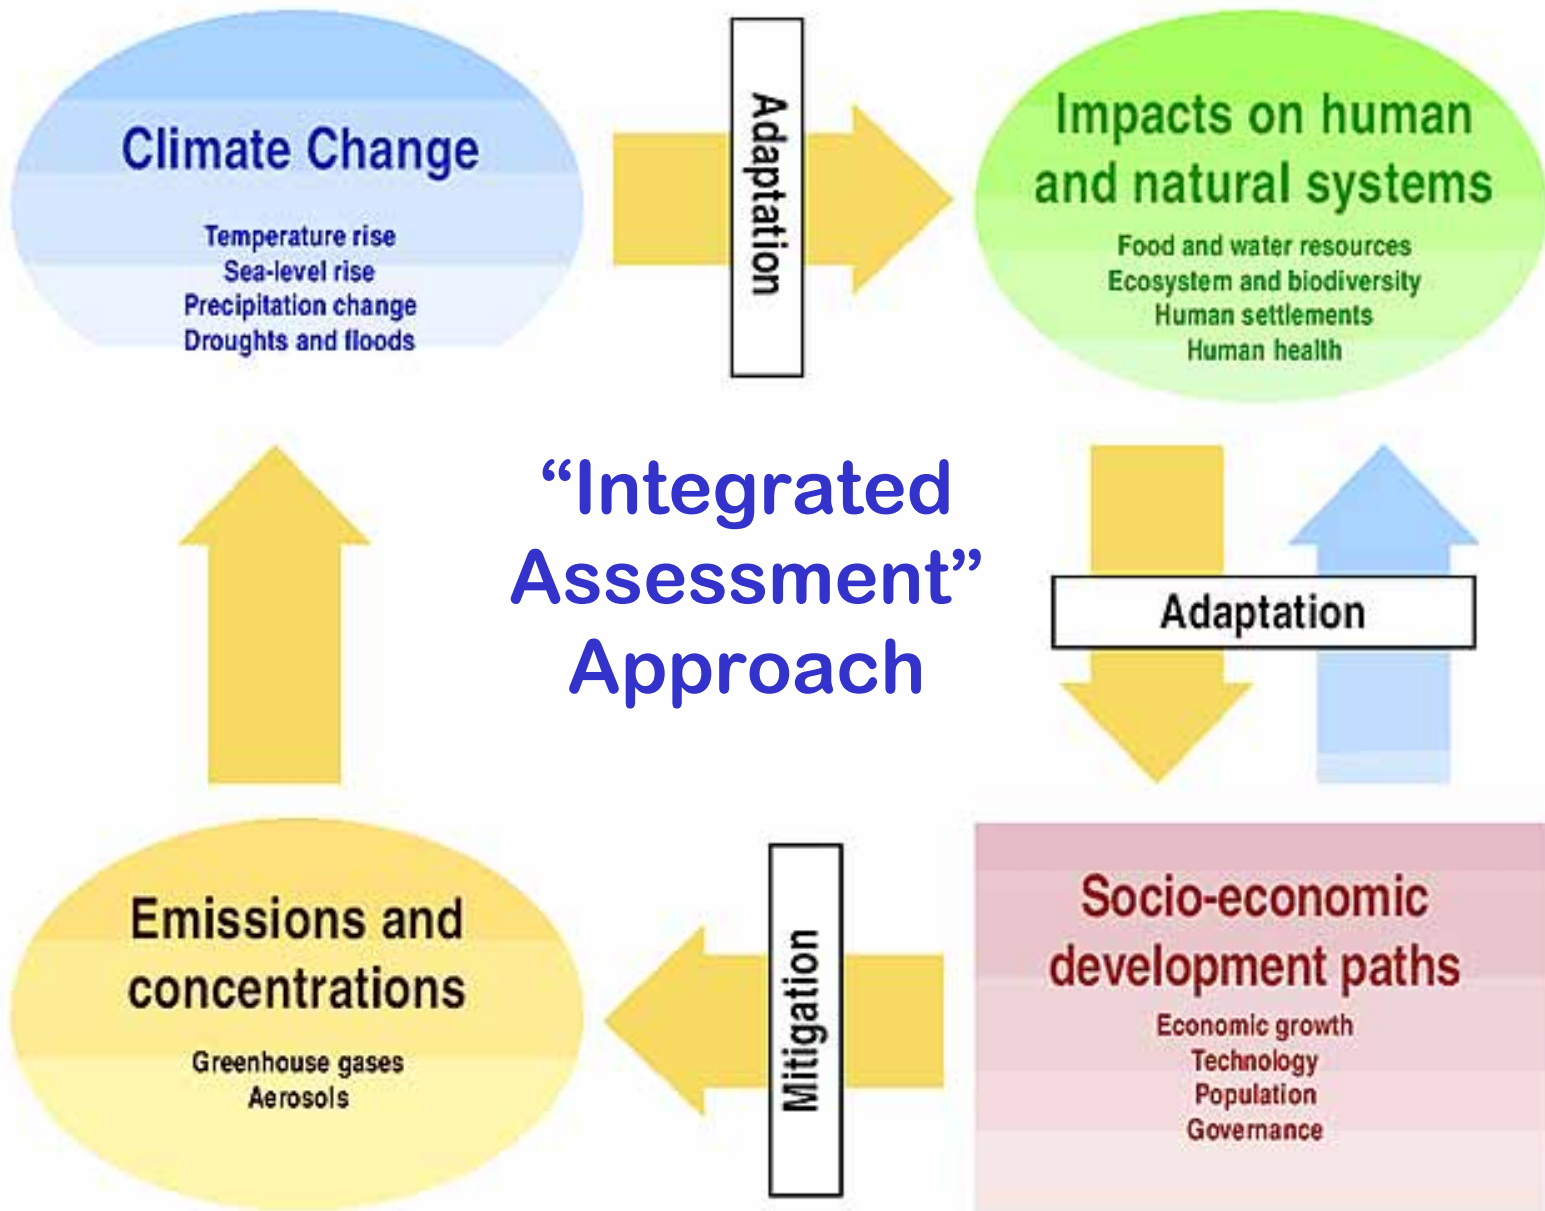 Climate Change
Temperature rise
Sea-level rise
Precipitation change
Droughts and floods
Adaptation
Impacts on human
and natural systems
Food and water resources
Ecosystem and biodiversity
Human settlements
Human health
“Integrated
Assessment”
Approach
Adaptation
Emissions and
concentrations
Greenhouse gases
Aerosols
Mitigation
Socio-economic
development paths
Economic growth
Technology
Population
Governance